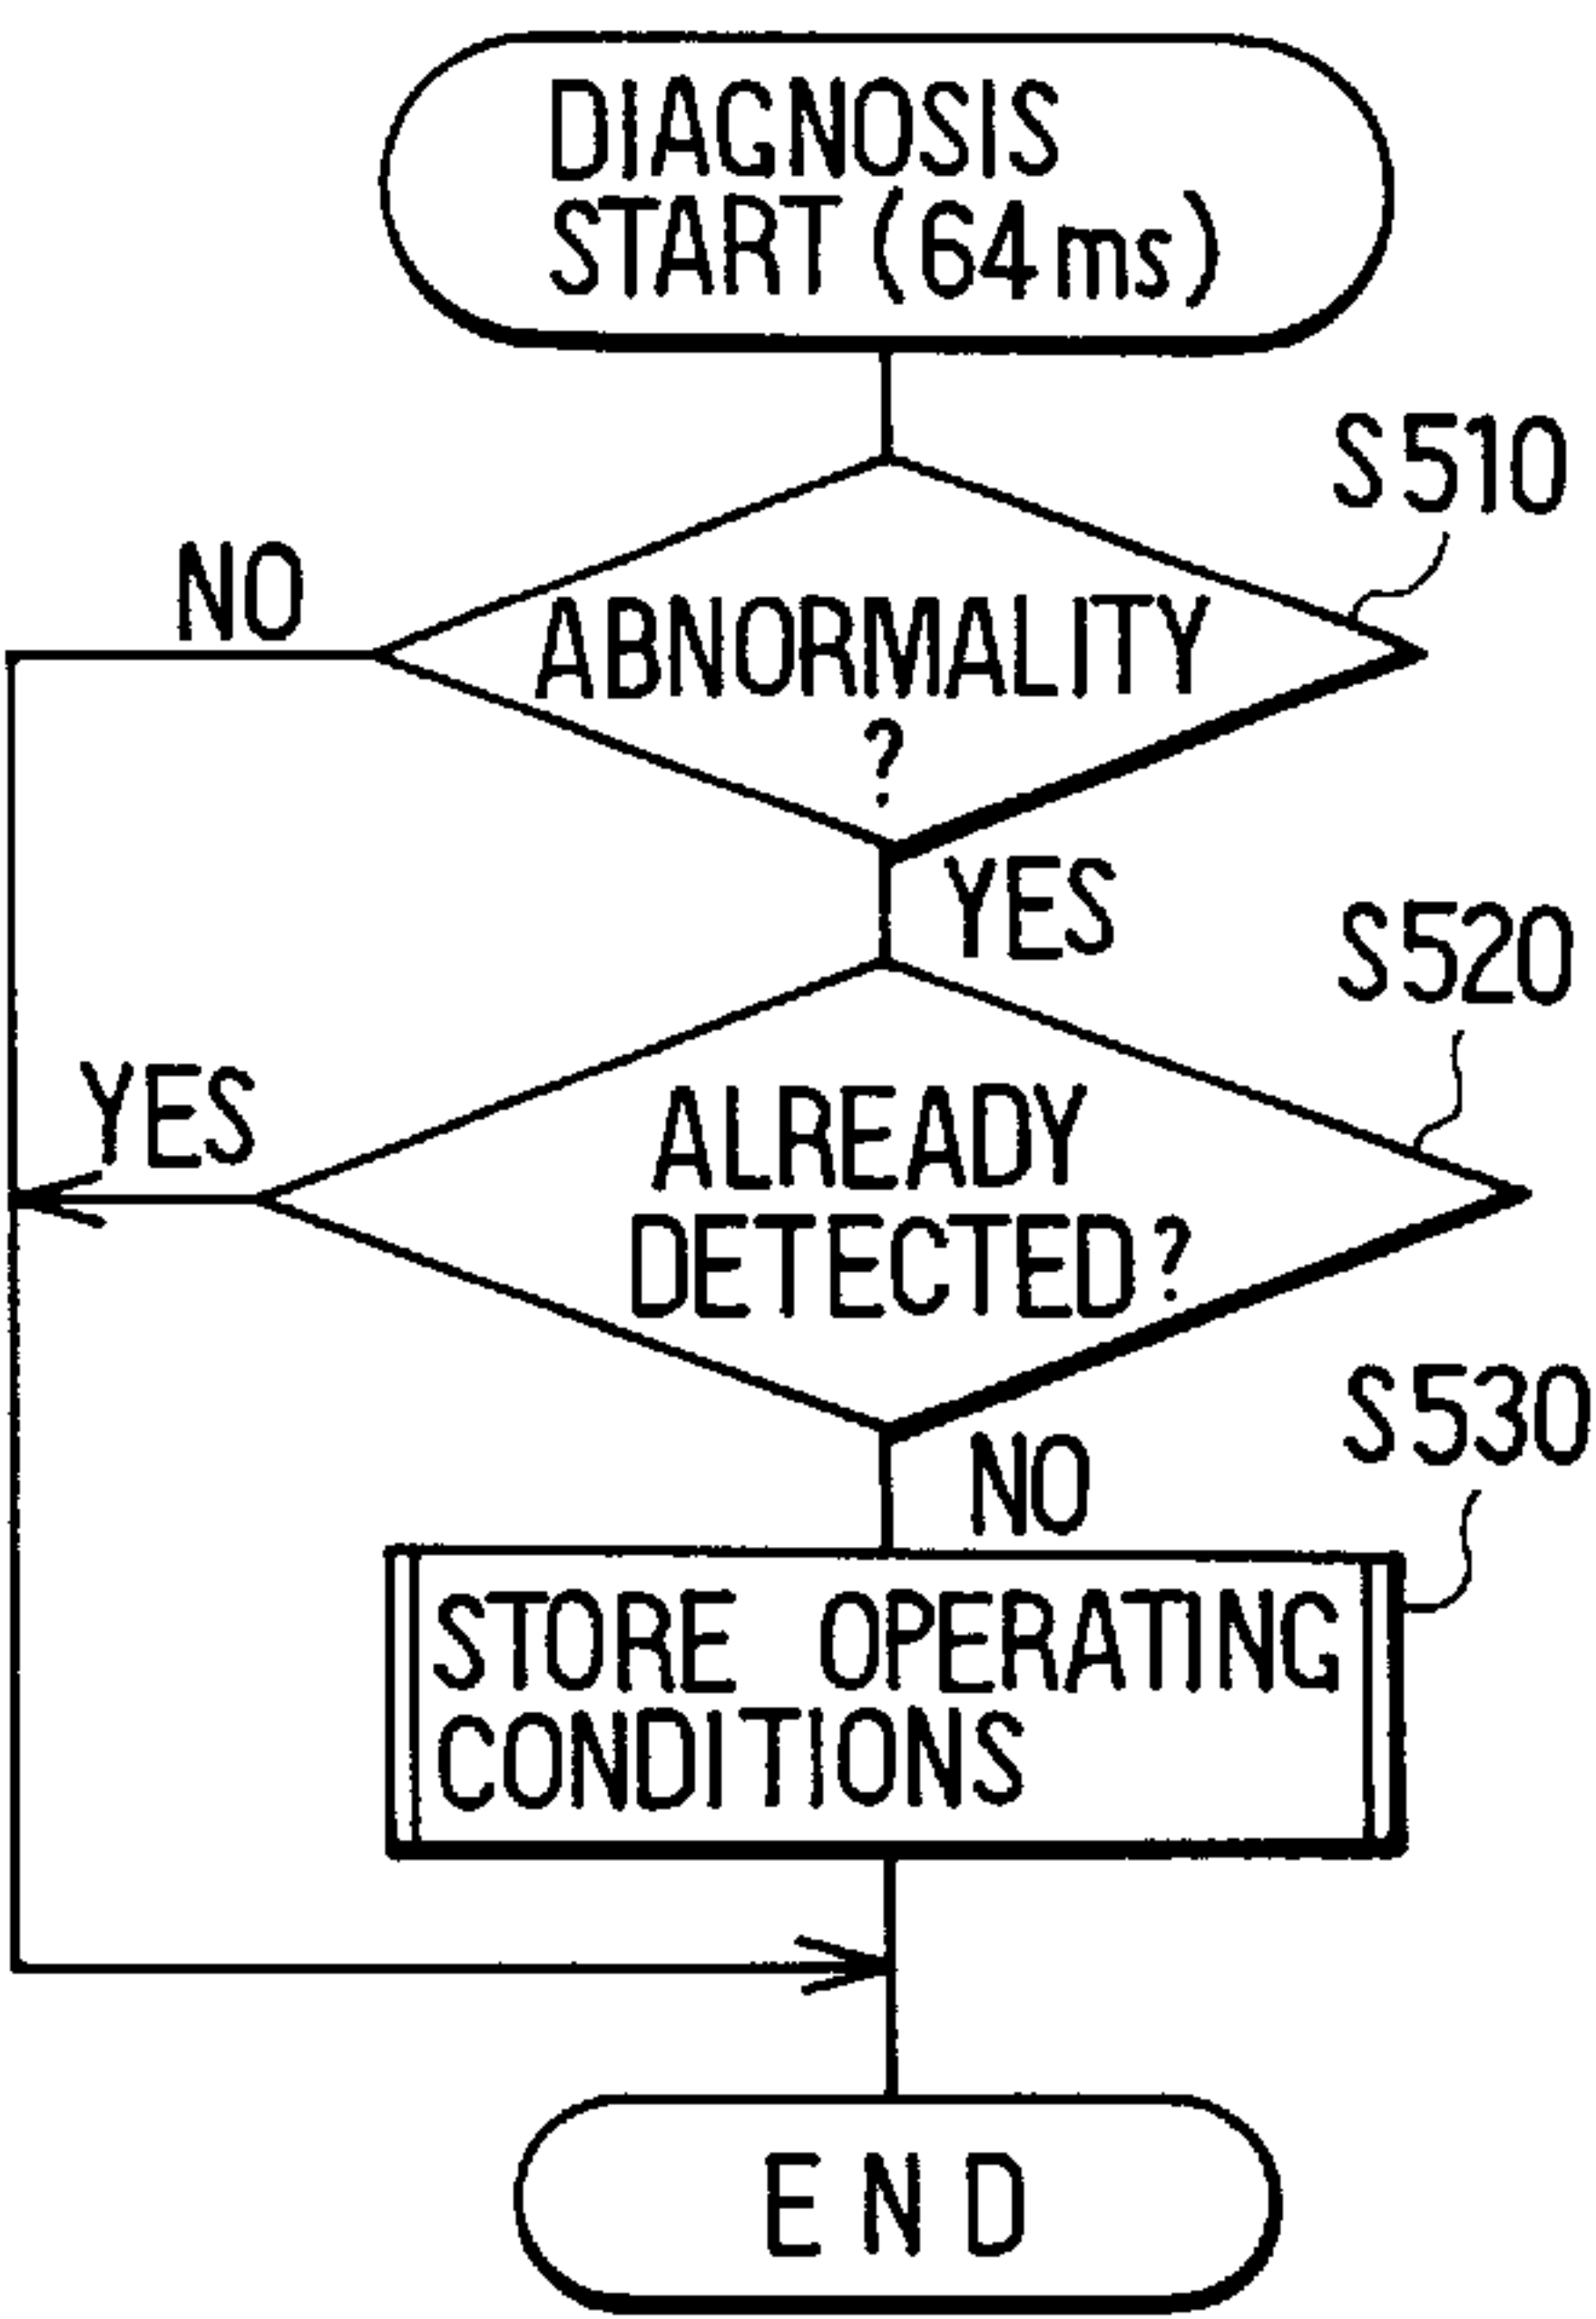 DIAGNOSIS
START (64ms)
S510
NO
ABNORMALITY
?
YES
S520
YES
ALREADY
DETECTED?
S530
NO
STORE OPERATING
CONDITIONS
END